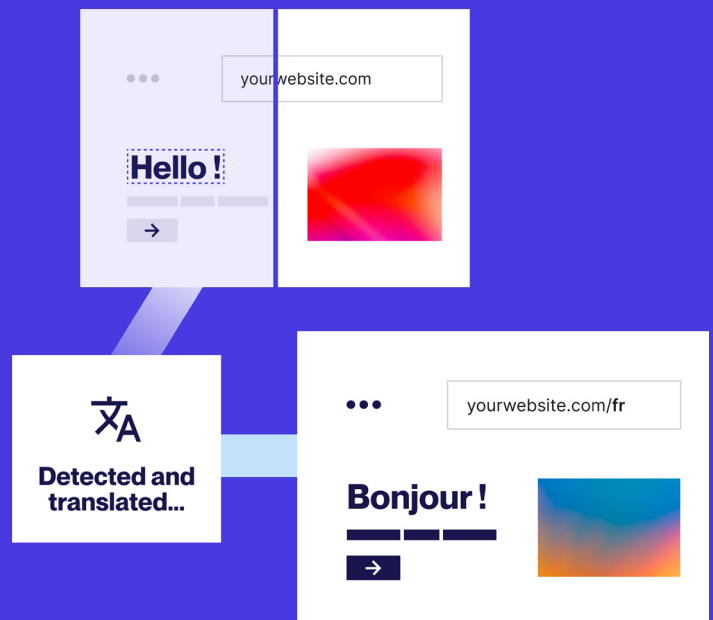 yourwebsite.com
Hello !
Detected and
translated...
yourwebsite.com/fr
Bonjour !